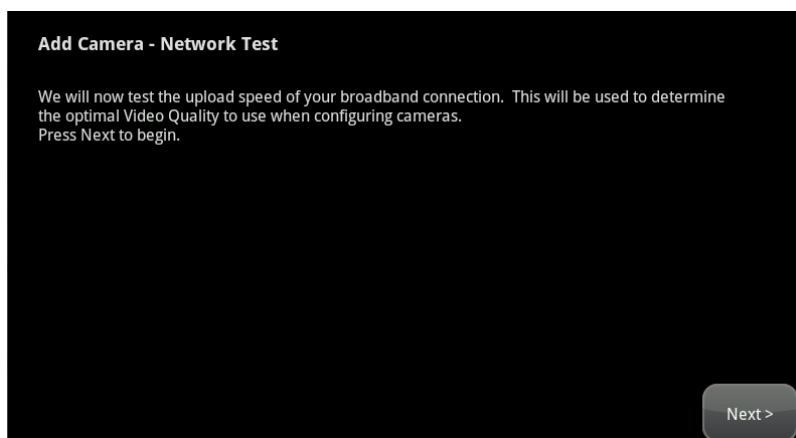 Add Camera - Network Test
We will now test the upload speed of your broadband connection.  This will be used to determine
the optimal Video Quality to use when configuring cameras.
Press Next to begin.
Next >